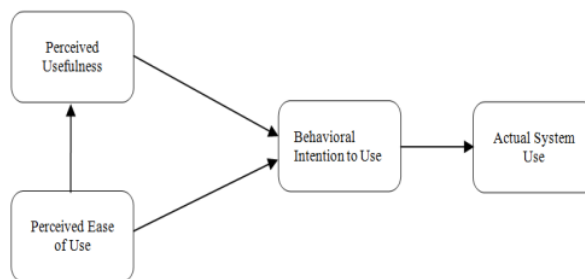 Perceived
Usefulness
Behavioral
Intention to Use
Actual System
Use
Perceived Ease
of Use